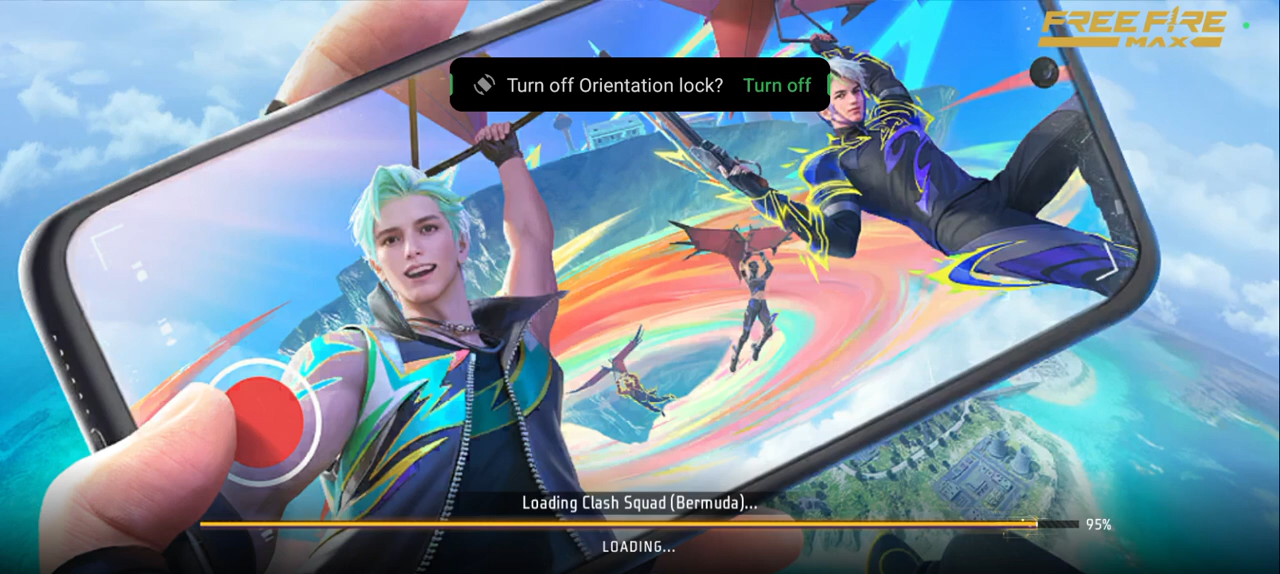 FREE FIRE
MAX
Turn off Orientation lock? Turn off
Loading Clash Squad (Bermuda)...
95%
LOADING...